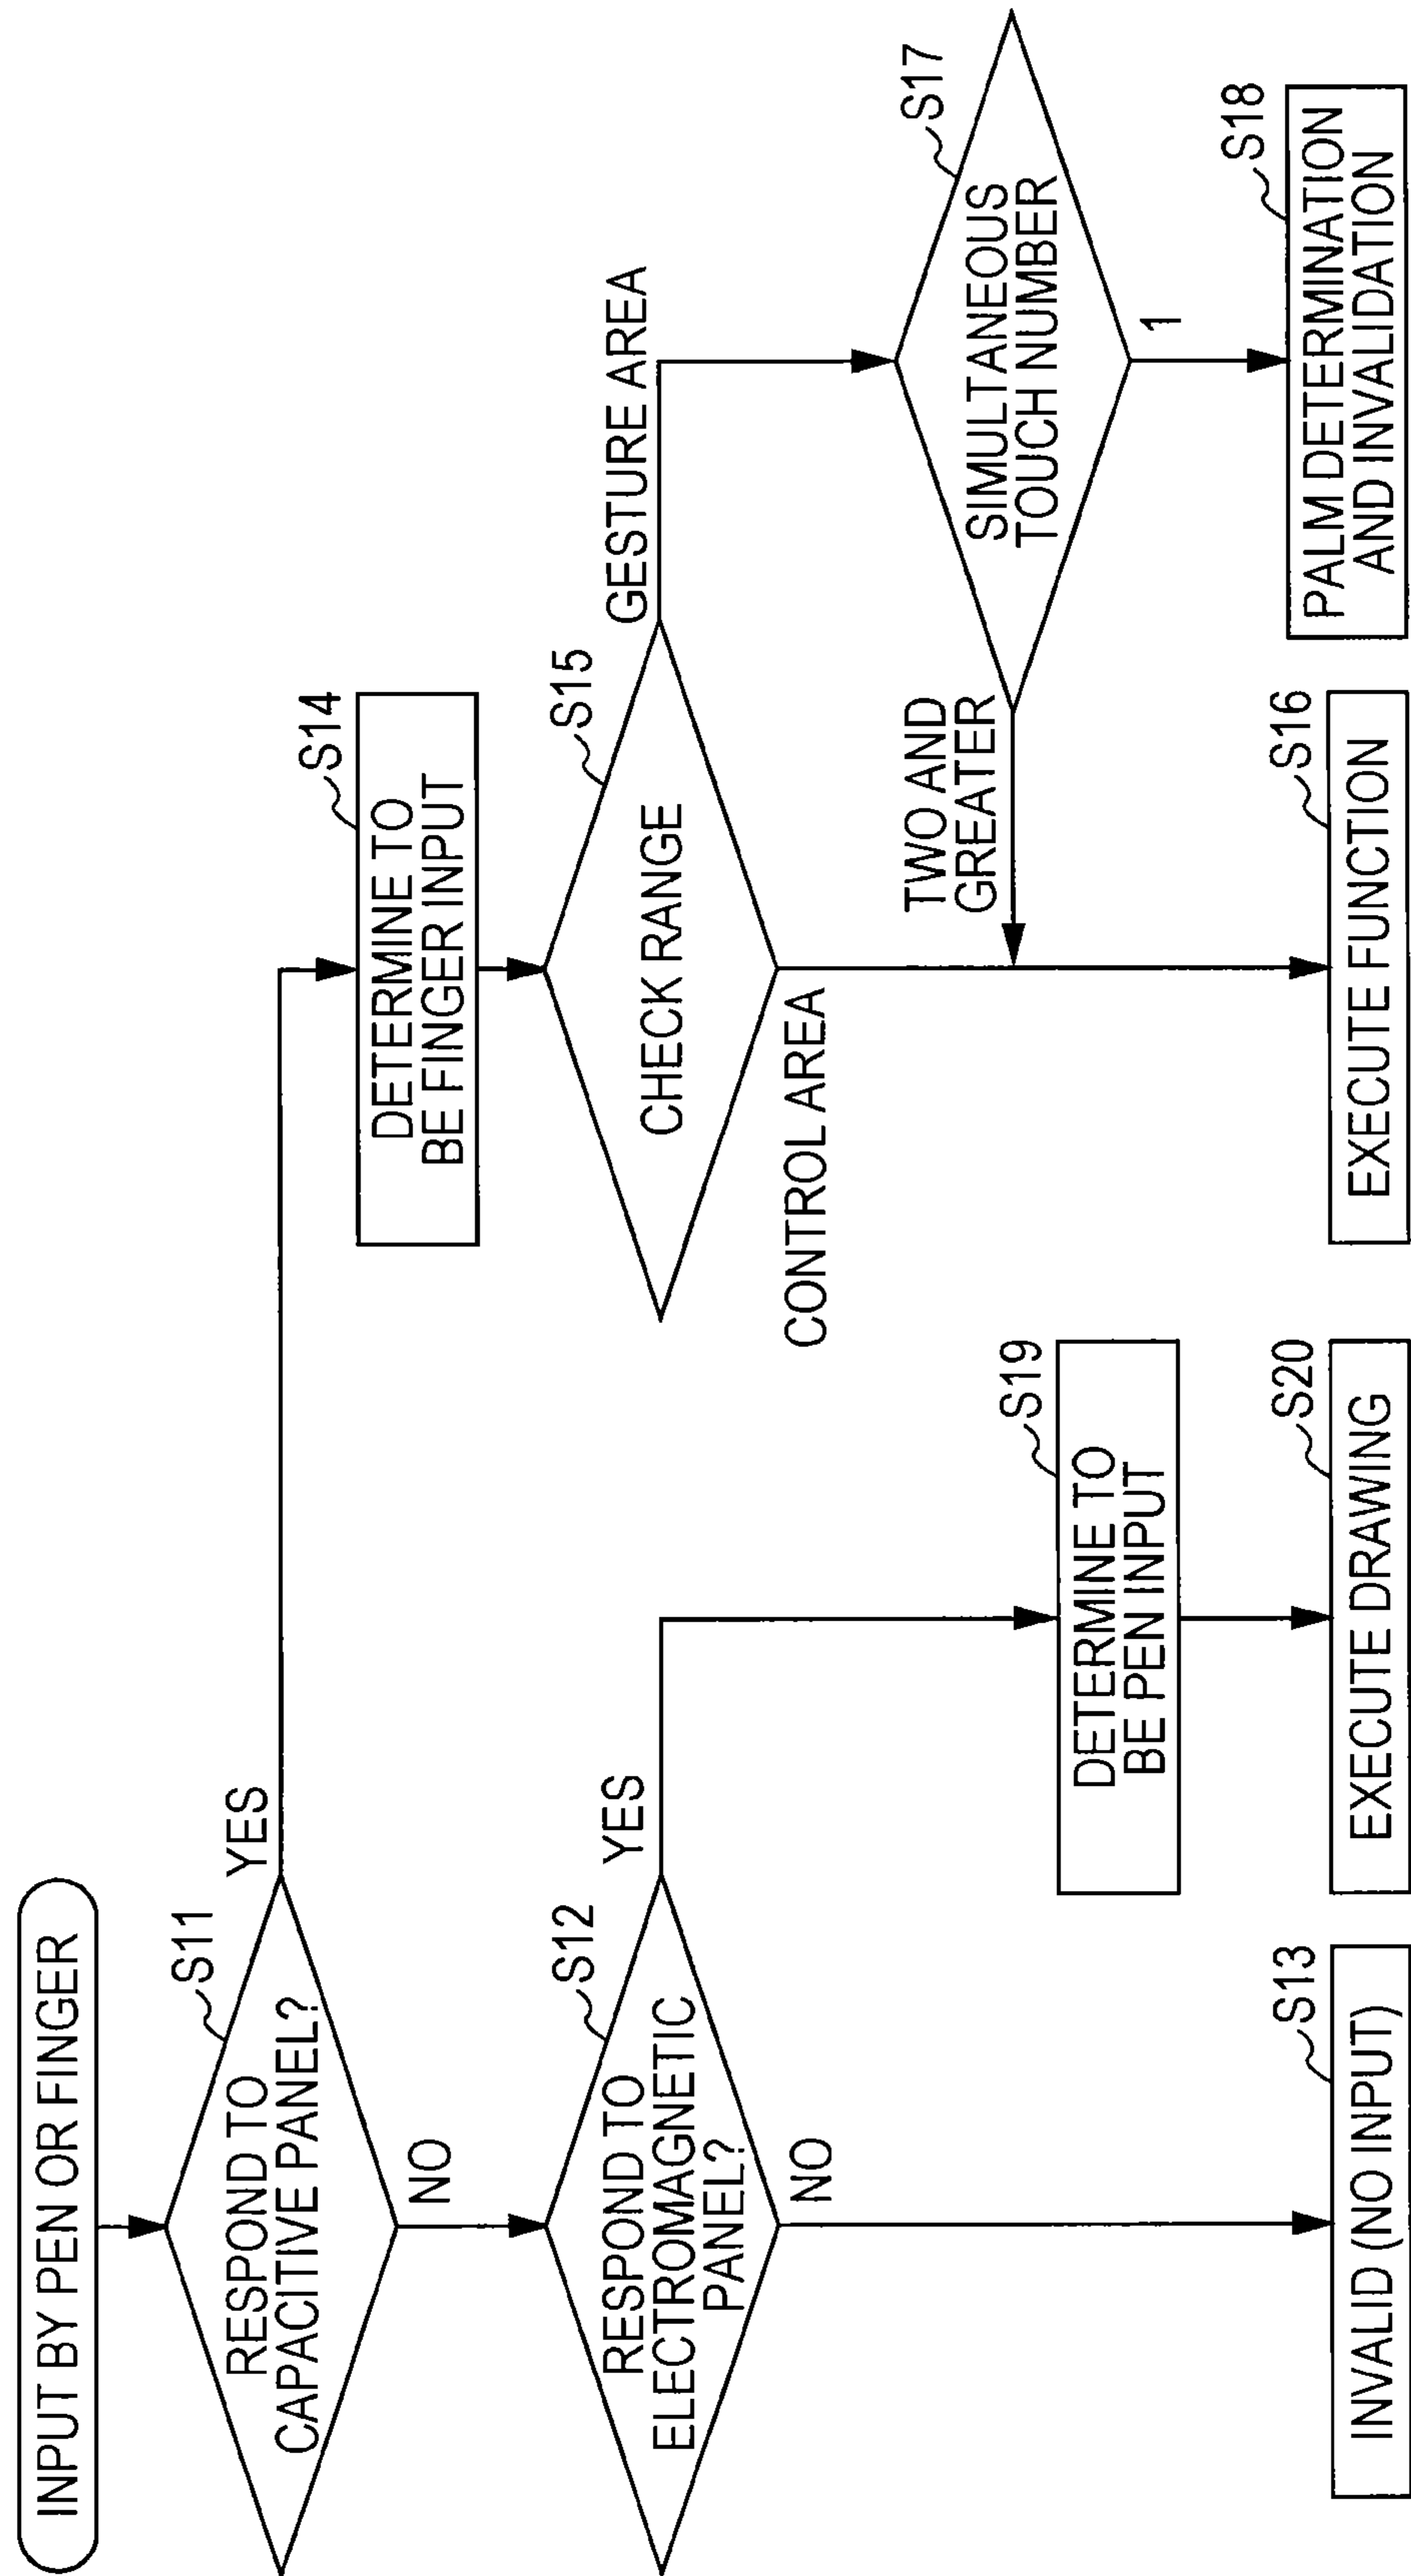 INPUT BY PEN OR FINGER
S11
RESPOND TO
CAPACITIVE PANEL?
YES
NO
S12
RESPOND TO
ELECTROMAGNETIC
PANEL?
YES
NO
S13
INVALID (NO INPUT)
S19
DETERMINE TO
BE PEN INPUT
S20
EXECUTE DRAWING
S14
DETERMINE TO
BE FINGER INPUT
S15
CHECK RANGE
CONTROL AREA
GESTURE AREA
S17
SIMULTANEOUS
TOUCH NUMBER
TWO AND
GREATER
1
S16
EXECUTE FUNCTION
S18
PALM DETERMINATION
AND INVALIDATION